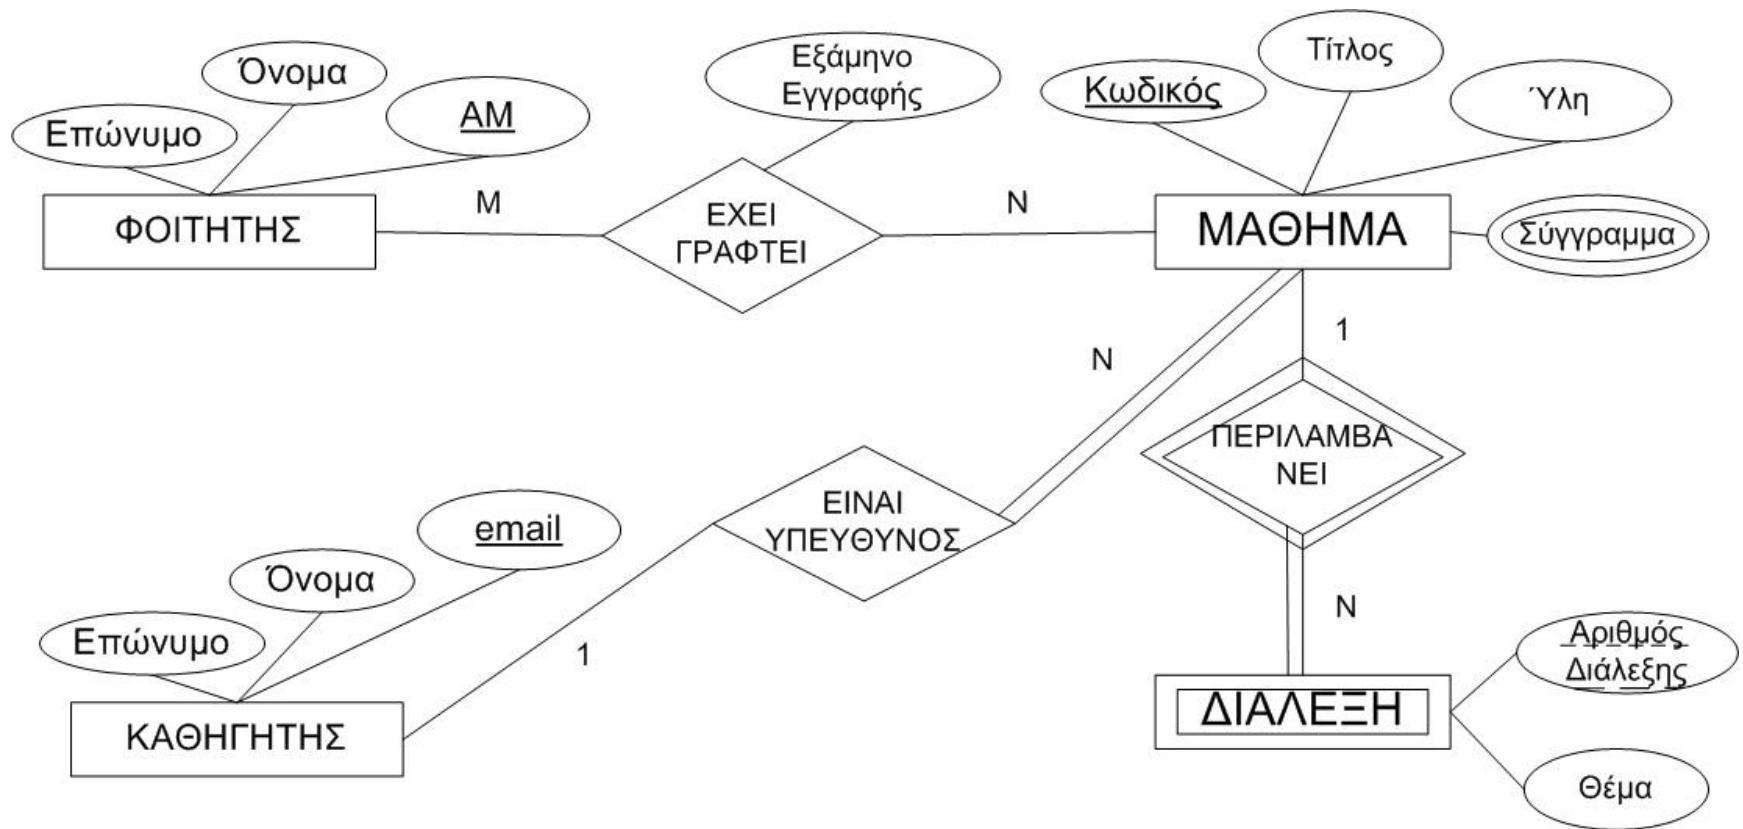 Επώνυμο
Όνομα
ΑΜ
Εξάμηνο
Εγγραφής
Κωδικός
Τίτλος
Ύλη
ΦΟΙΤΗΤΗΣ
Μ
ΕΧΕΙ
ΓΡΑΦΤΕΙ
Ν
ΜΑΘΗΜΑ
Σύγγραμμα
Ν
1
ΠΕΡΙΛΑΜΒΑ
ΝΕΙ
ΕΙΝΑΙ
ΥΠΕΥΘΥΝΟΣ
Επώνυμο
Όνομα
email
1
Ν
ΚΑΘΗΓΗΤΗΣ
ΔΙΑΛΕΞΗ
Αριθμός
Διάλεξης
Θέμα